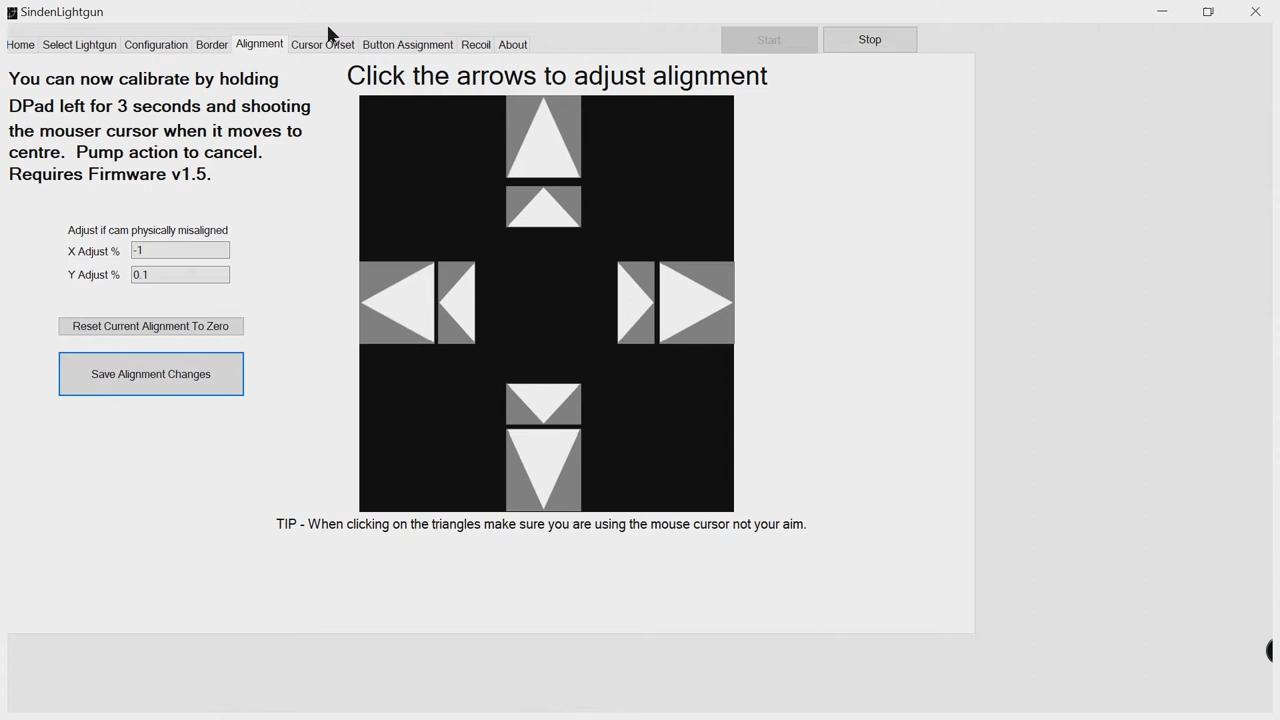 SindenLightgun
Home Select Lightgun Configuration Border Alignment Cursor Offset Button Assignment Recoil About
Start Stop
You can now calibrate by holding
DPad left for 3 seconds and shooting
the mouser cursor when it moves to
centre. Pump action to cancel.
Requires Firmware v1.5.
Click the arrows to adjust alignment
Adjust if cam physically misaligned
X Adjust % -1
Y Adjust % 0.1
Reset Current Alignment To Zero
Save Alignment Changes
TIP - When clicking on the triangles make sure you are using the mouse cursor not your aim.